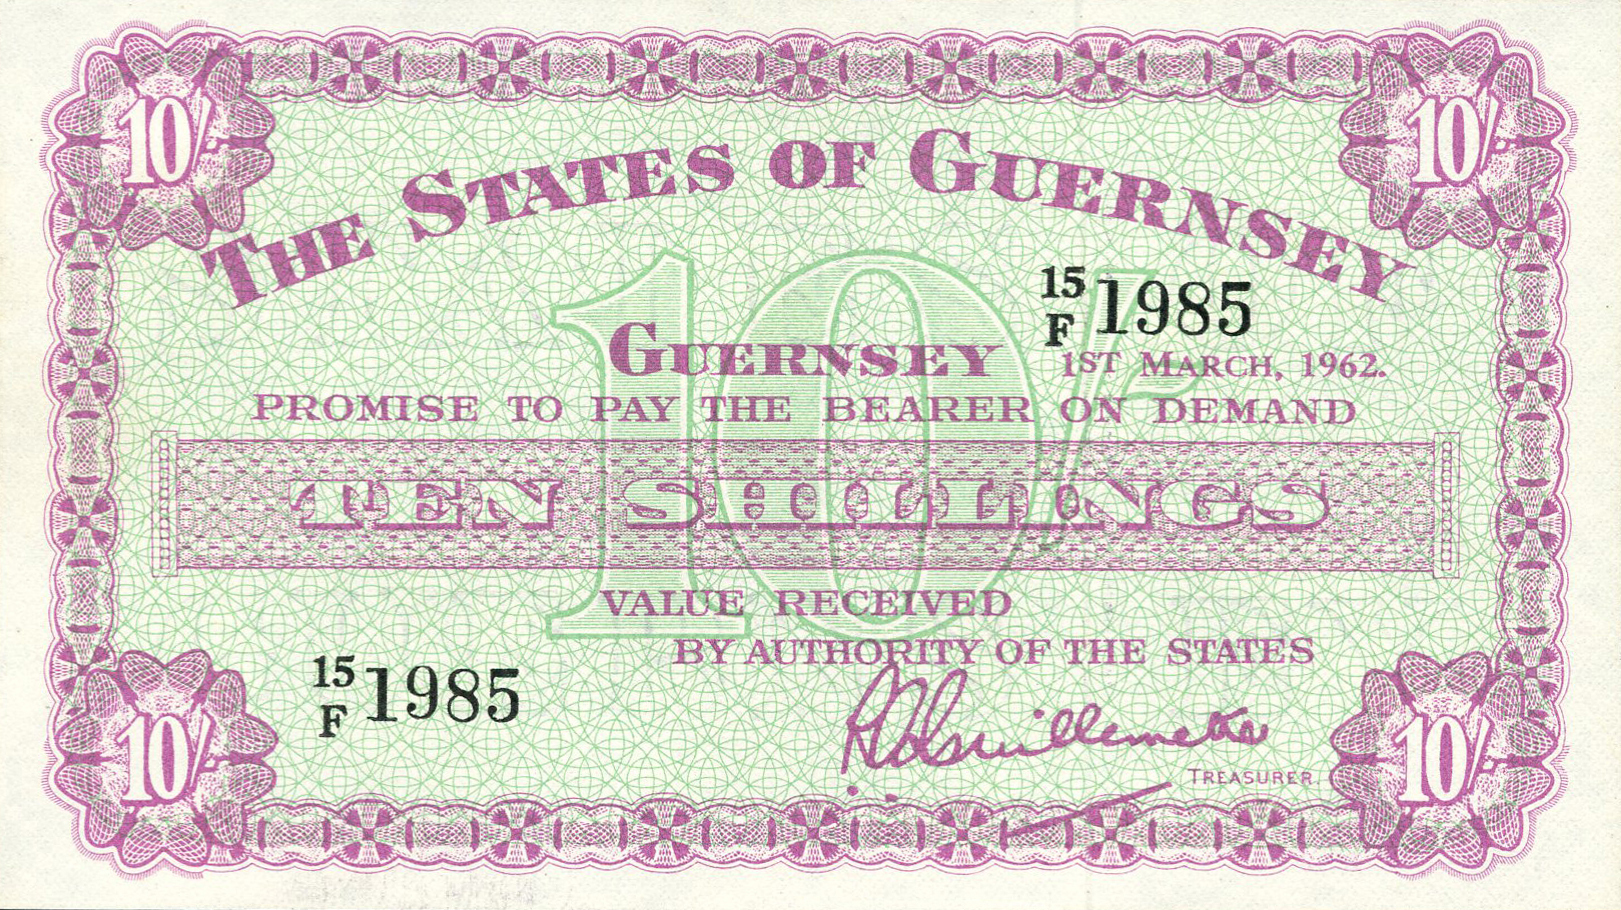 10/- 10/-
THE STATES OF GUERNSEY
15
F 1985
GUERNSEY 1ST MARCH, 1962.
PROMISE TO PAY THE BEARER ON DEMAND
10/-
TEN SHILLINGS
VALUE RECEIVED
BY AUTHORITY OF THE STATES
15
F 1985
TREASURER.
10/- 10/-